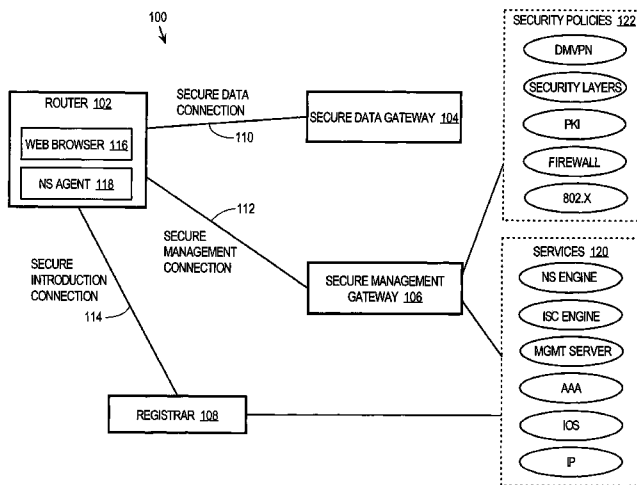 100
SECURITY POLICIES 122
DMVPN
SECURITY LAYERS
PKI
FIREWALL
802.X
ROUTER 102
WEB BROWSER 116
NS AGENT 118
SECURE DATA
CONNECTION
110
SECURE DATA GATEWAY 104
112
SECURE
MANAGEMENT
CONNECTION
SECURE
INTRODUCTION
CONNECTION
114
SECURE MANAGEMENT
GATEWAY 106
SERVICES 120
NS ENGINE
ISC ENGINE
MGMT SERVER
AAA
IOS
IP
REGISTRAR 108